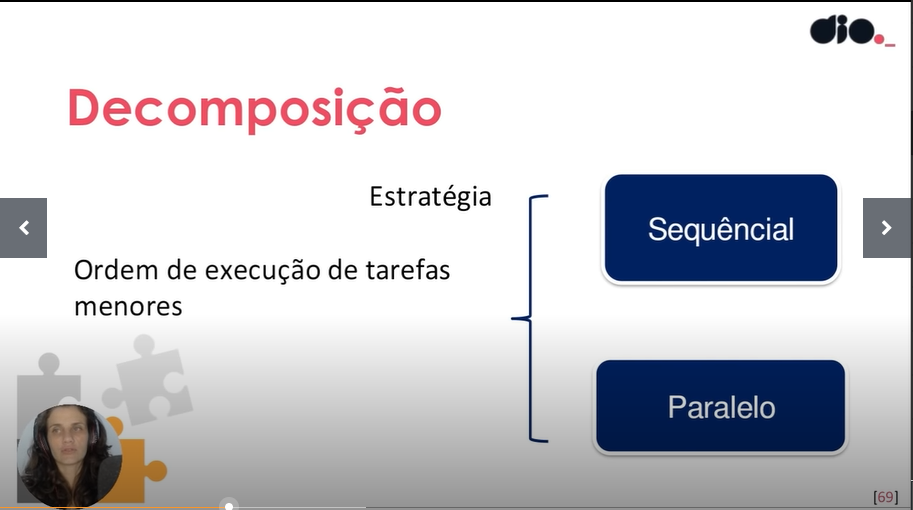 dio._
Decomposição
Estratégia
Sequêncial
Ordem de execução de tarefas
menores
Paralelo
[69]